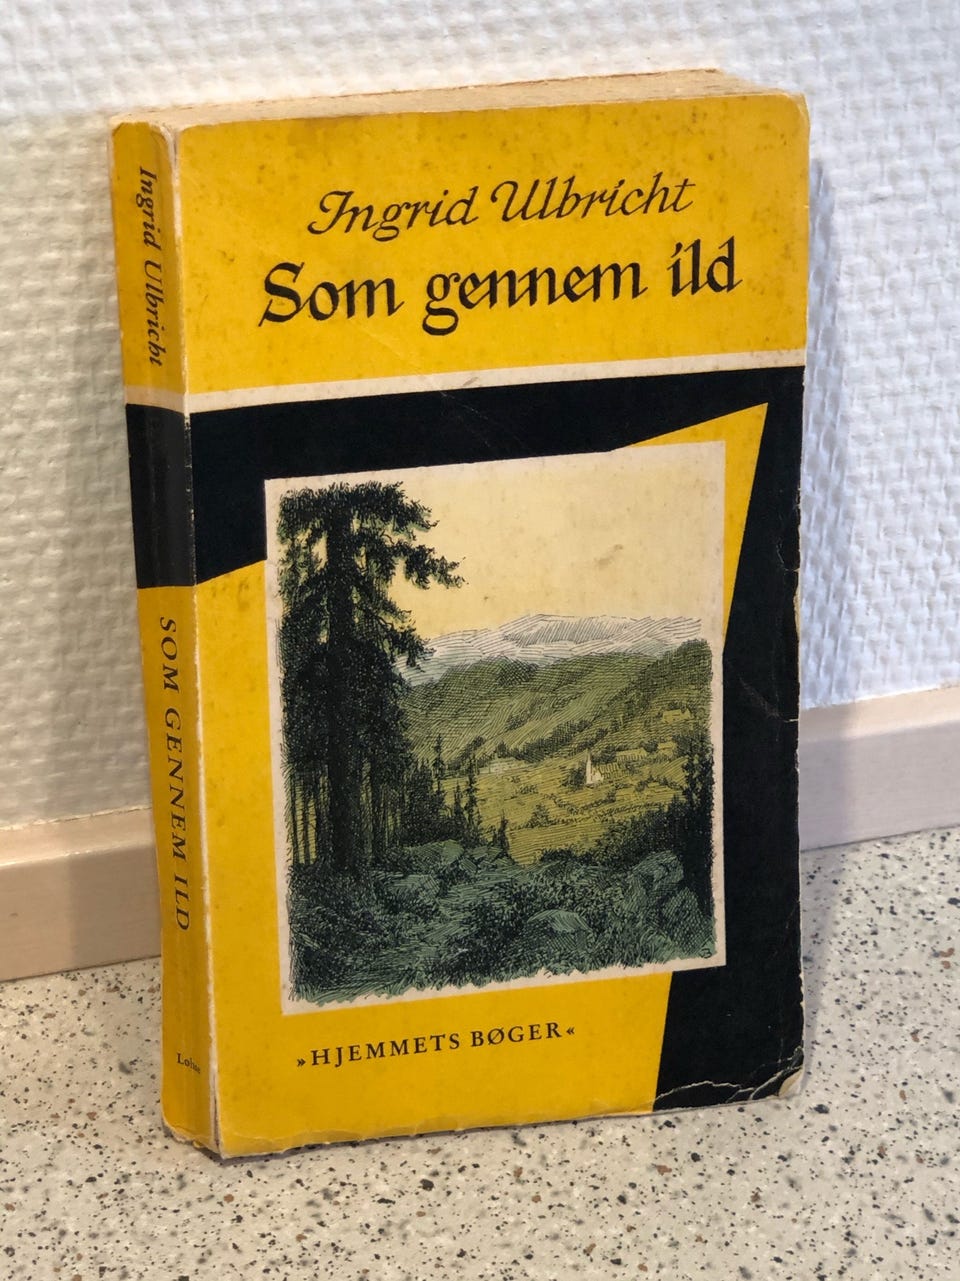 Ingrid Ulbricht
Som gennem ild
»HJEMMETS BØGER«
Ingrid Ulbricht
SOM GENNEM ILD
Lohse